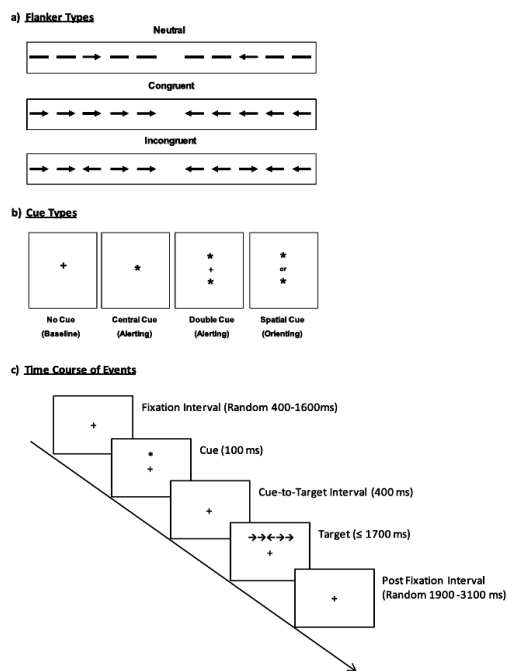 a) Flanker Types
Neutral
Congruent
Incongruent
b) Cue Types
+
*
*
+
*
*
or
*
No Cue
(Baseline)
Central Cue
(Alerting)
Double Cue
(Alerting)
Spatial Cue
(Orienting)
c) Time Course of Events
+
Fixation Interval (Random 400-1600ms)
*
+
Cue (100 ms)
+
Cue-to-Target Interval (400 ms)
→→←→→
+
Target (≤ 1700 ms)
+
Post Fixation Interval
(Random 1900 -3100 ms)